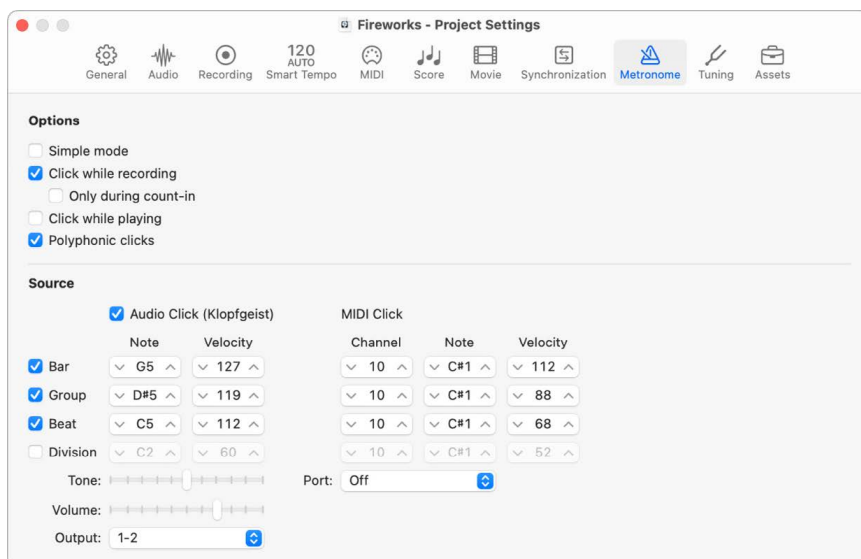 Fireworks - Project Settings
120
AUTO
General Audio Recording Smart Tempo MIDI Score Movie Synchronization Metronome Tuning Assets
Options
Simple mode
Click while recording
Only during count-in
Click while playing
Polyphonic clicks
Source
Audio Click (Klopfgeist) MIDI Click
Note Velocity Channel Note Velocity
Bar G5 127 10 C#1 112
Group D#5 119 10 C#1 88
Beat C5 112 10 C#1 68
Division C2 60 10 C#1 52
Tone: Port: Off
Volume:
Output: 1-2